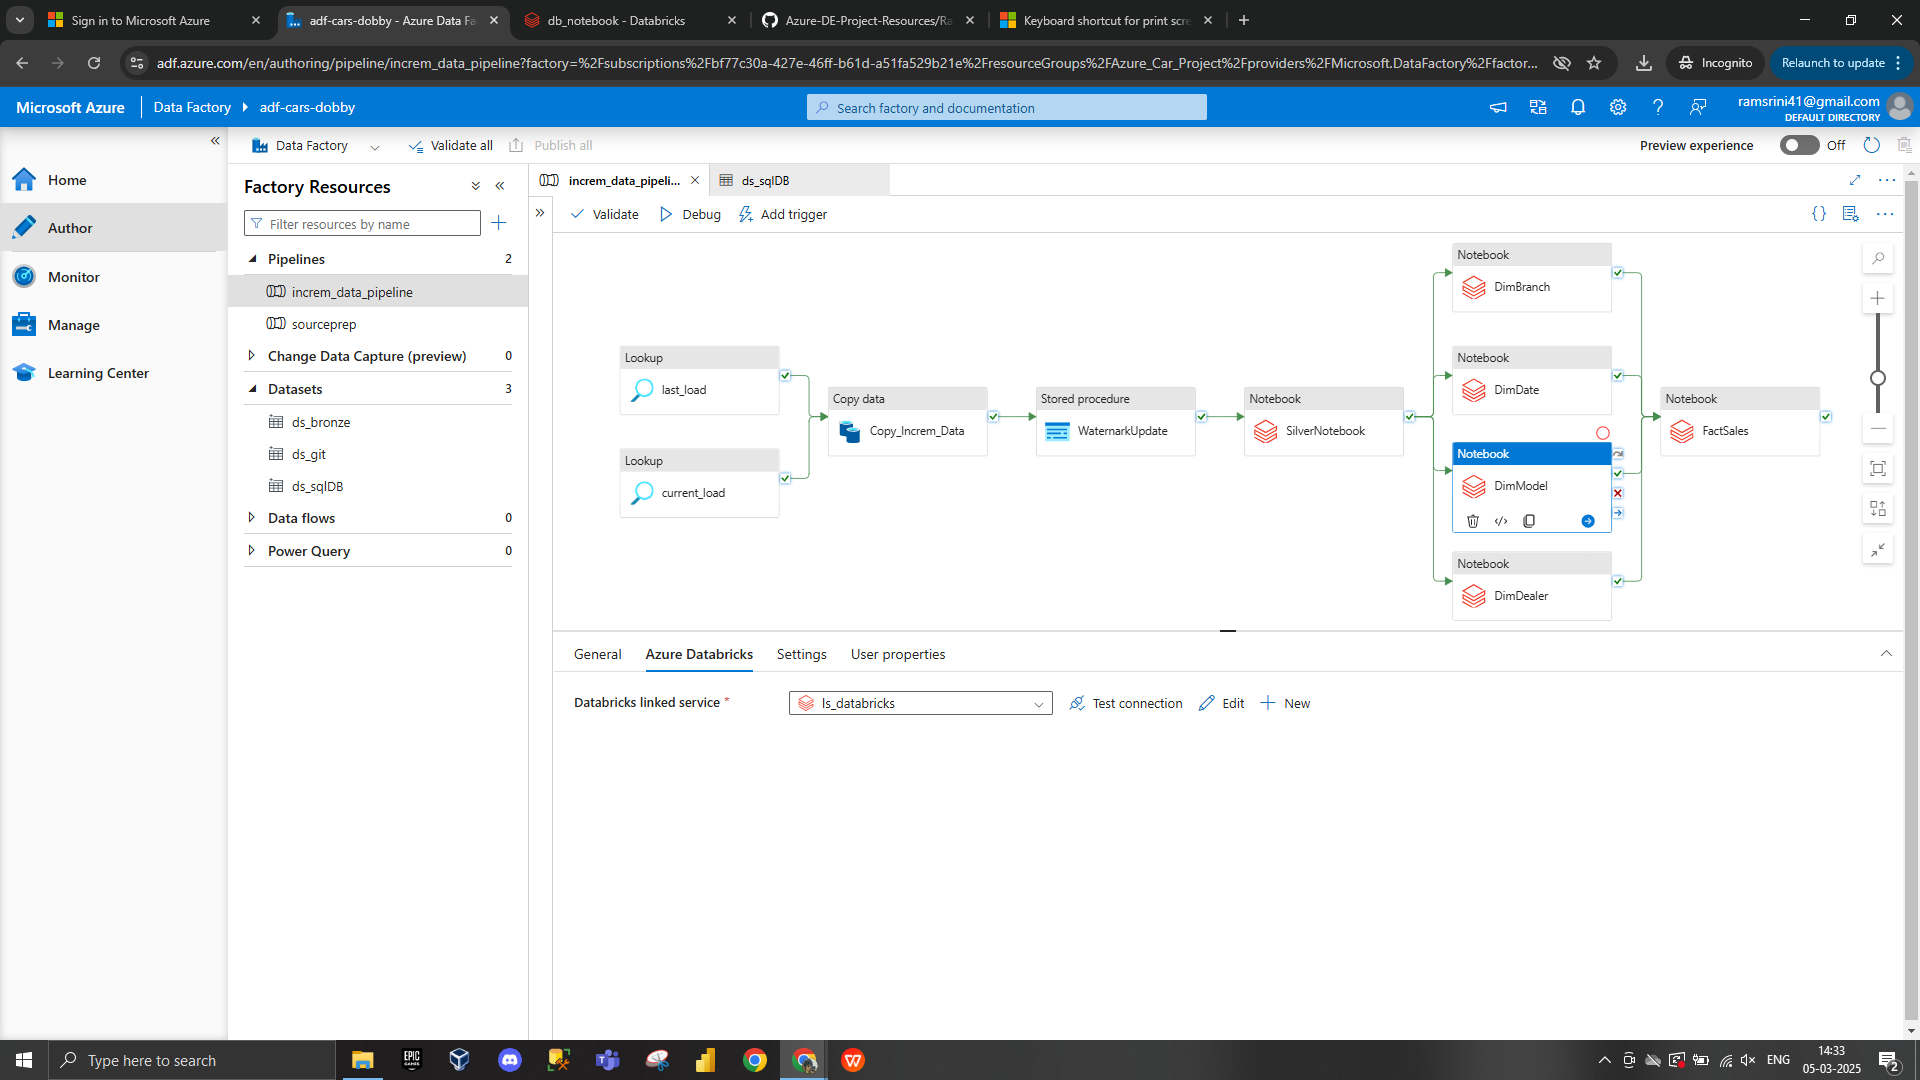 Sign in to Microsoft Azure
adf-cars-dobby - Azure Data Fa
db_notebook - Databricks
Azure-DE-Project-Resources/Ra
Keyboard shortcut for print scre
adf.azure.com/en/authoring/pipeline/increm_data_pipeline?factory=%2Fsubscriptions%2Fbf77c30a-427e-46ff-b61d-a51fa529b21e%2FresourceGroups%2FAzure_Car_Project%2Fproviders%2FMicrosoft.DataFactory%2Ffactor...
Incognito
Relaunch to update
Microsoft Azure
Data Factory
adf-cars-dobby
Search factory and documentation
ramsrini41@gmail.com
DEFAULT DIRECTORY
Data Factory
Validate all
Publish all
Preview experience
Off
Home
Author
Monitor
Manage
Learning Center
Factory Resources
Filter resources by name
Pipelines 2
increm_data_pipeline
sourceprep
Change Data Capture (preview) 0
Datasets 3
ds_bronze
ds_git
ds_sqlDB
Data flows 0
Power Query 0
increm_data_pipeli...
ds_sqlDB
Validate
Debug
Add trigger
Lookup
last_load
Lookup
current_load
Copy data
Copy_Increm_Data
Stored procedure
WaternarkUpdate
Notebook
SilverNotebook
Notebook
DimBranch
Notebook
DimDate
Notebook
DimModel
Notebook
DimDealer
Notebook
FactSales
General
Azure Databricks
Settings
User properties
Databricks linked service *
ls_databricks
Test connection
Edit
New
Type here to search
EPIC
GAMES
ENG
14:33
05-03-2025
2